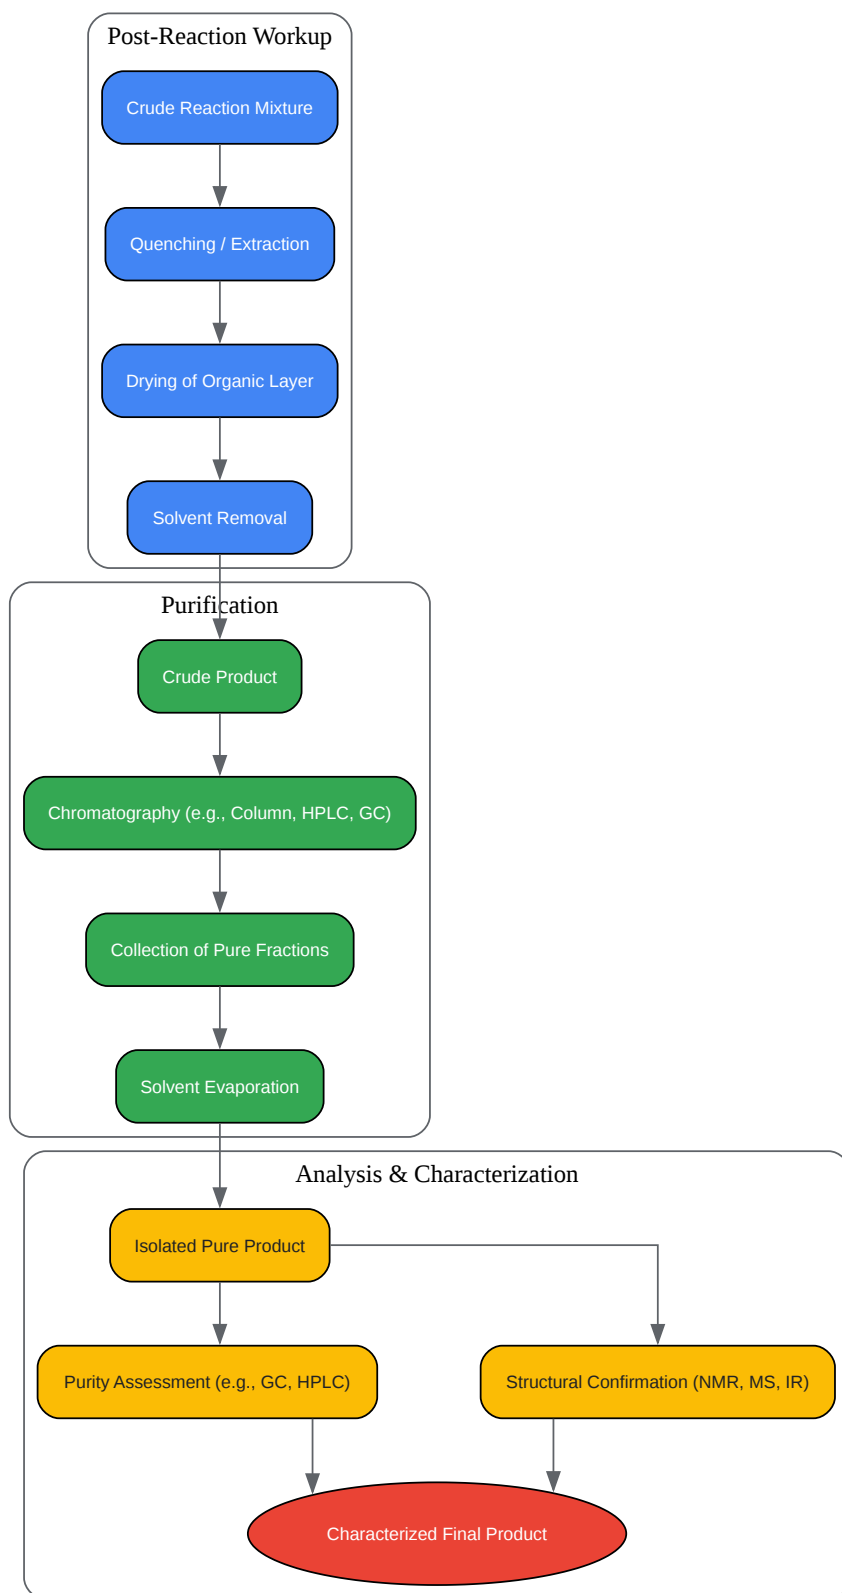 Post-Reaction Workup
Crude Reaction Mixture
Quenching / Extraction
Drying of Organic Layer
Solvent Removal
Purification
Crude Product
Chromatography (e.g., Column, HPLC, GC)
Collection of Pure Fractions
Solvent Evaporation
Analysis & Characterization
Isolated Pure Product
Purity Assessment (e.g., GC, HPLC)
Structural Confirmation (NMR, MS, IR)
Characterized Final Product